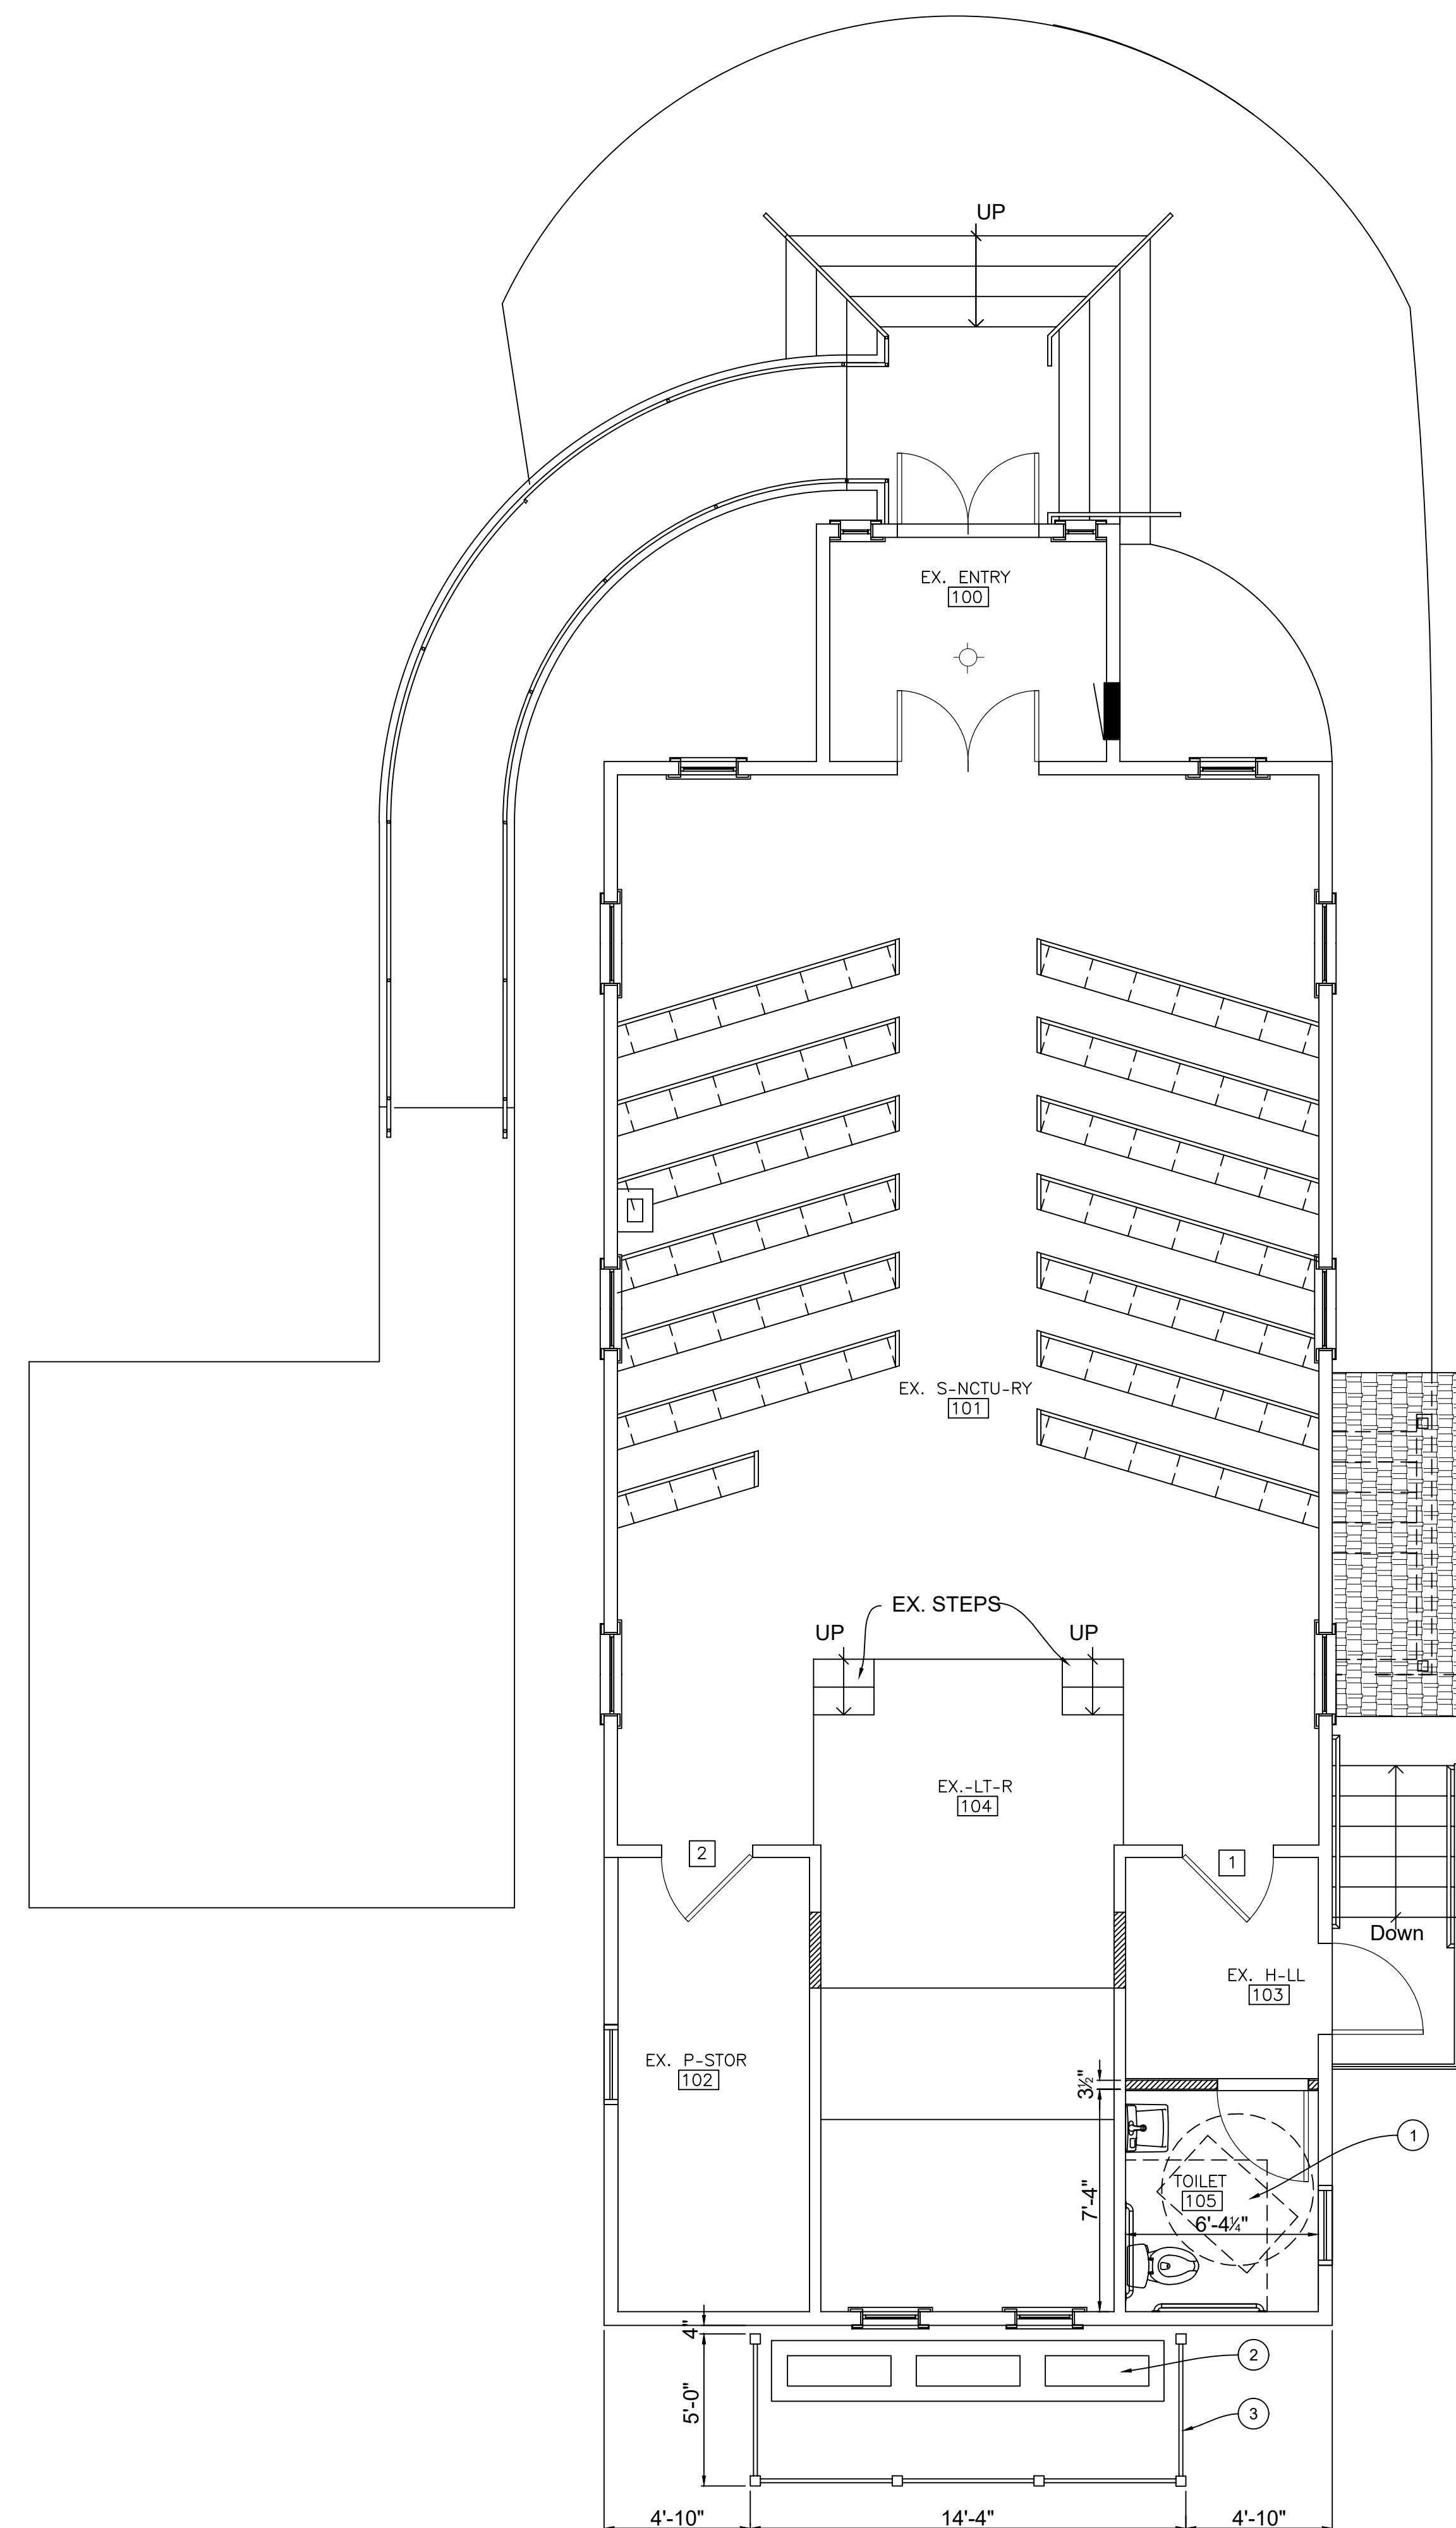 UP
EX. ENTRY
100
EX. S-NCTU-RY
101
EX. STEPS
UP
UP
EX.-LT-R
104
2
1
Down
EX. H-LL
103
EX. P-STOR
102
3½"
1
TOILET
105
7'-4"
6'-4¼"
4"
2
5'-0"
3
4'-10"
14'-4"
4'-10"